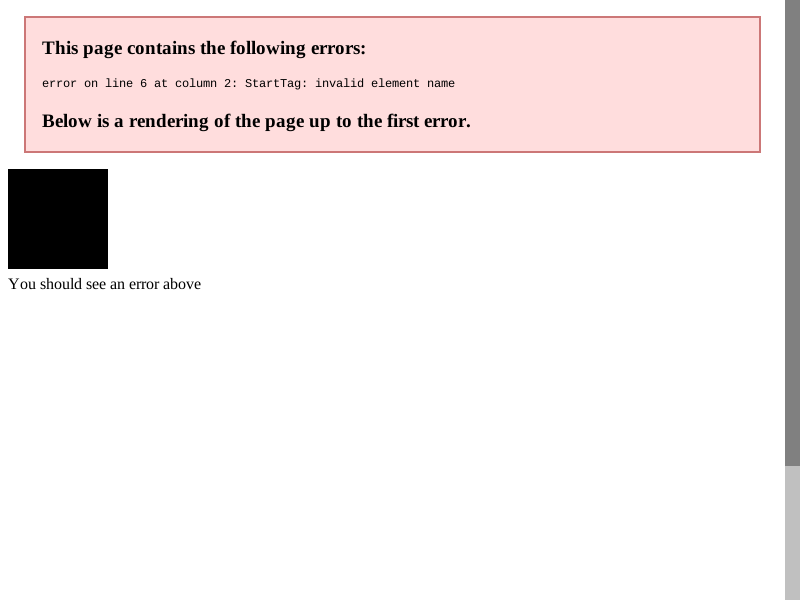 This page contains the following errors:
error on line 6 at column 2: StartTag: invalid element name
Below is a rendering of the page up to the first error.
You should see an error above